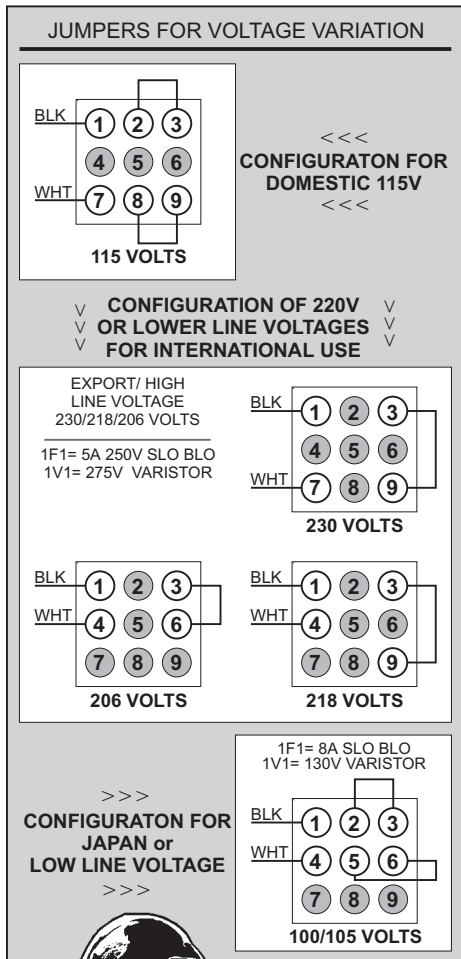 JUMPERS FOR VOLTAGE VARIATION
BLK
1 2 3
4 5 6
WHT
7 8 9
115 VOLTS
<<<
CONFIGURATON FOR
DOMESTIC 115V
<<<
CONFIGURATION OF 220V
OR LOWER LINE VOLTAGES
FOR INTERNATIONAL USE
EXPORT/ HIGH
LINE VOLTAGE
230/218/206 VOLTS
1F1= 5A 250V SLO BLO
1V1= 275V VARISTOR
BLK
1 2 3
4 5 6
WHT
7 8 9
230 VOLTS
BLK
1 2 3
WHT
4 5 6
7 8 9
206 VOLTS
BLK
1 2 3
WHT
4 5 6
7 8 9
218 VOLTS
>>>
CONFIGURATON FOR
JAPAN or
LOW LINE VOLTAGE
>>>
1F1= 8A SLO BLO
1V1= 130V VARISTOR
BLK
1 2 3
WHT
4 5 6
7 8 9
100/105 VOLTS